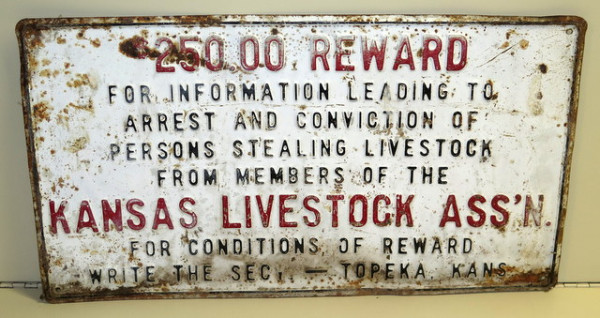 $250.00 REWARD
FOR INFORMATION LEADING TO
ARREST AND CONVICTION OF
PERSONS STEALING LIVESTOCK
FROM MEMBERS OF THE
KANSAS LIVESTOCK ASS'N.
FOR CONDITIONS OF REWARD
WRITE THE SEC. — TOPEKA, KANS